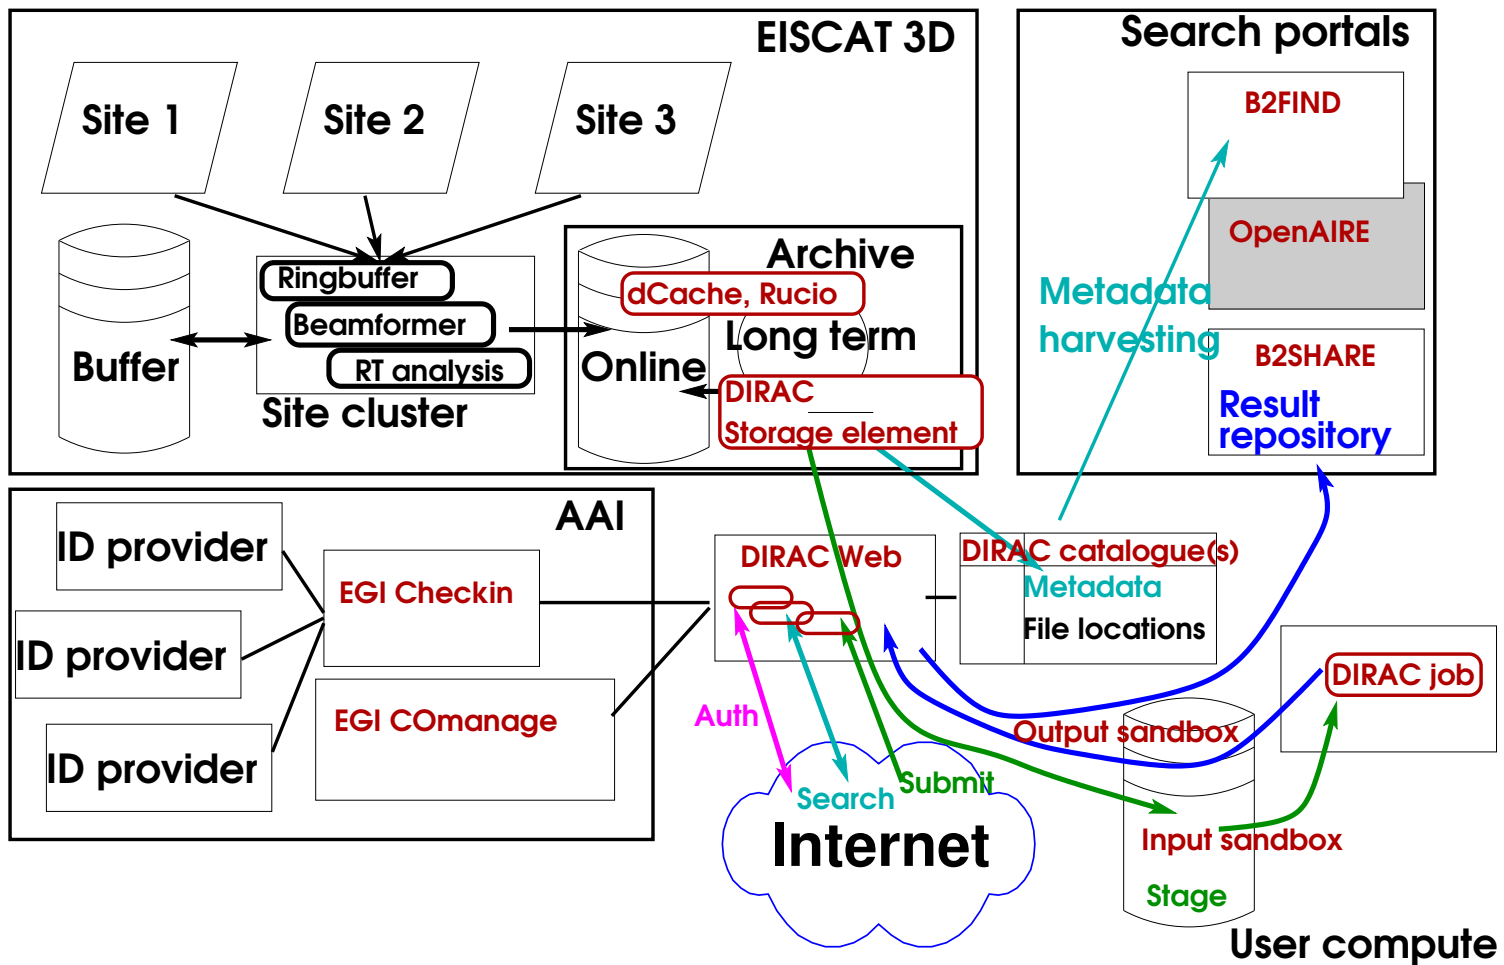 EISCAT 3D
Site 1
Site 2
Site 3
Ringbuffer
Beamformer
RT analysis
Buffer
Site cluster
Archive
dCache, Rucio
Long term
Online
DIRAC
Storage element
Search portals
B2FIND
OpenAIRE
Metadata
harvesting
B2SHARE
Result
repository
AAI
ID provider
ID provider
ID provider
EGI Checkin
EGI COmanage
DIRAC Web
DIRAC catalogue(s)
Metadata
File locations
DIRAC job
Auth
Output sandbox
Search
Submit
Internet
Input sandbox
Stage
User compute